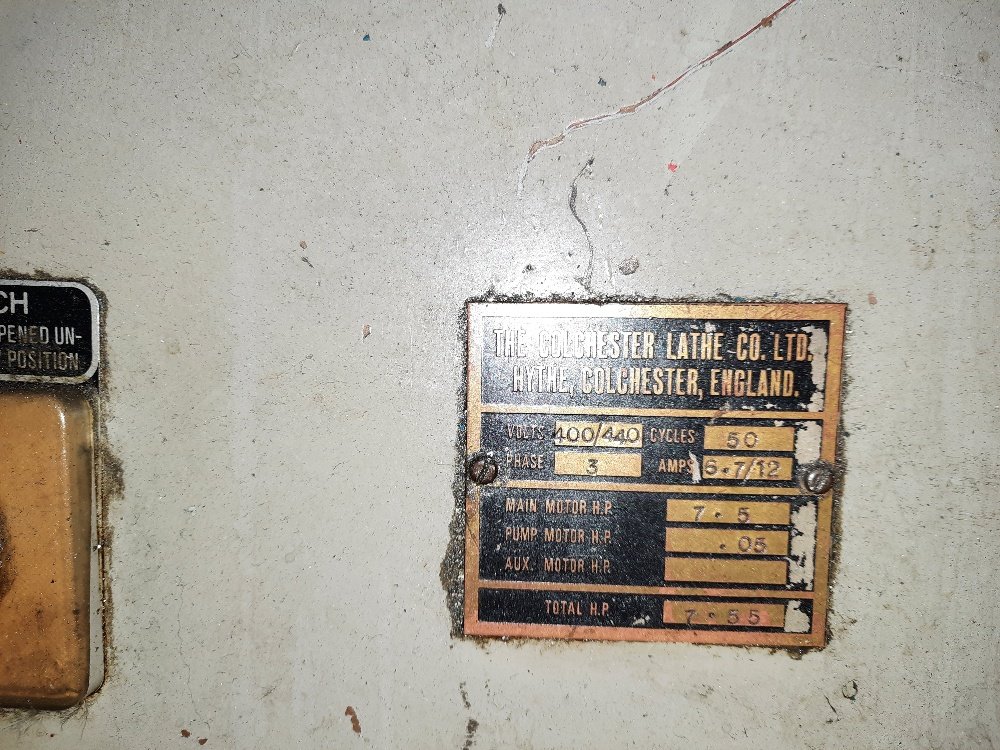 CH
PENED UN-
POSITION
THE COLCHESTER LATHE CO. LTD.
HYTHE, COLCHESTER, ENGLAND.
VOLTS 400/440 CYCLES 50
PHASE 3 AMPS 6.7/12
MAIN MOTOR H.P. 7.5
PUMP MOTOR H.P. .05
AUX. MOTOR H.P.
TOTAL H.P. 7.55